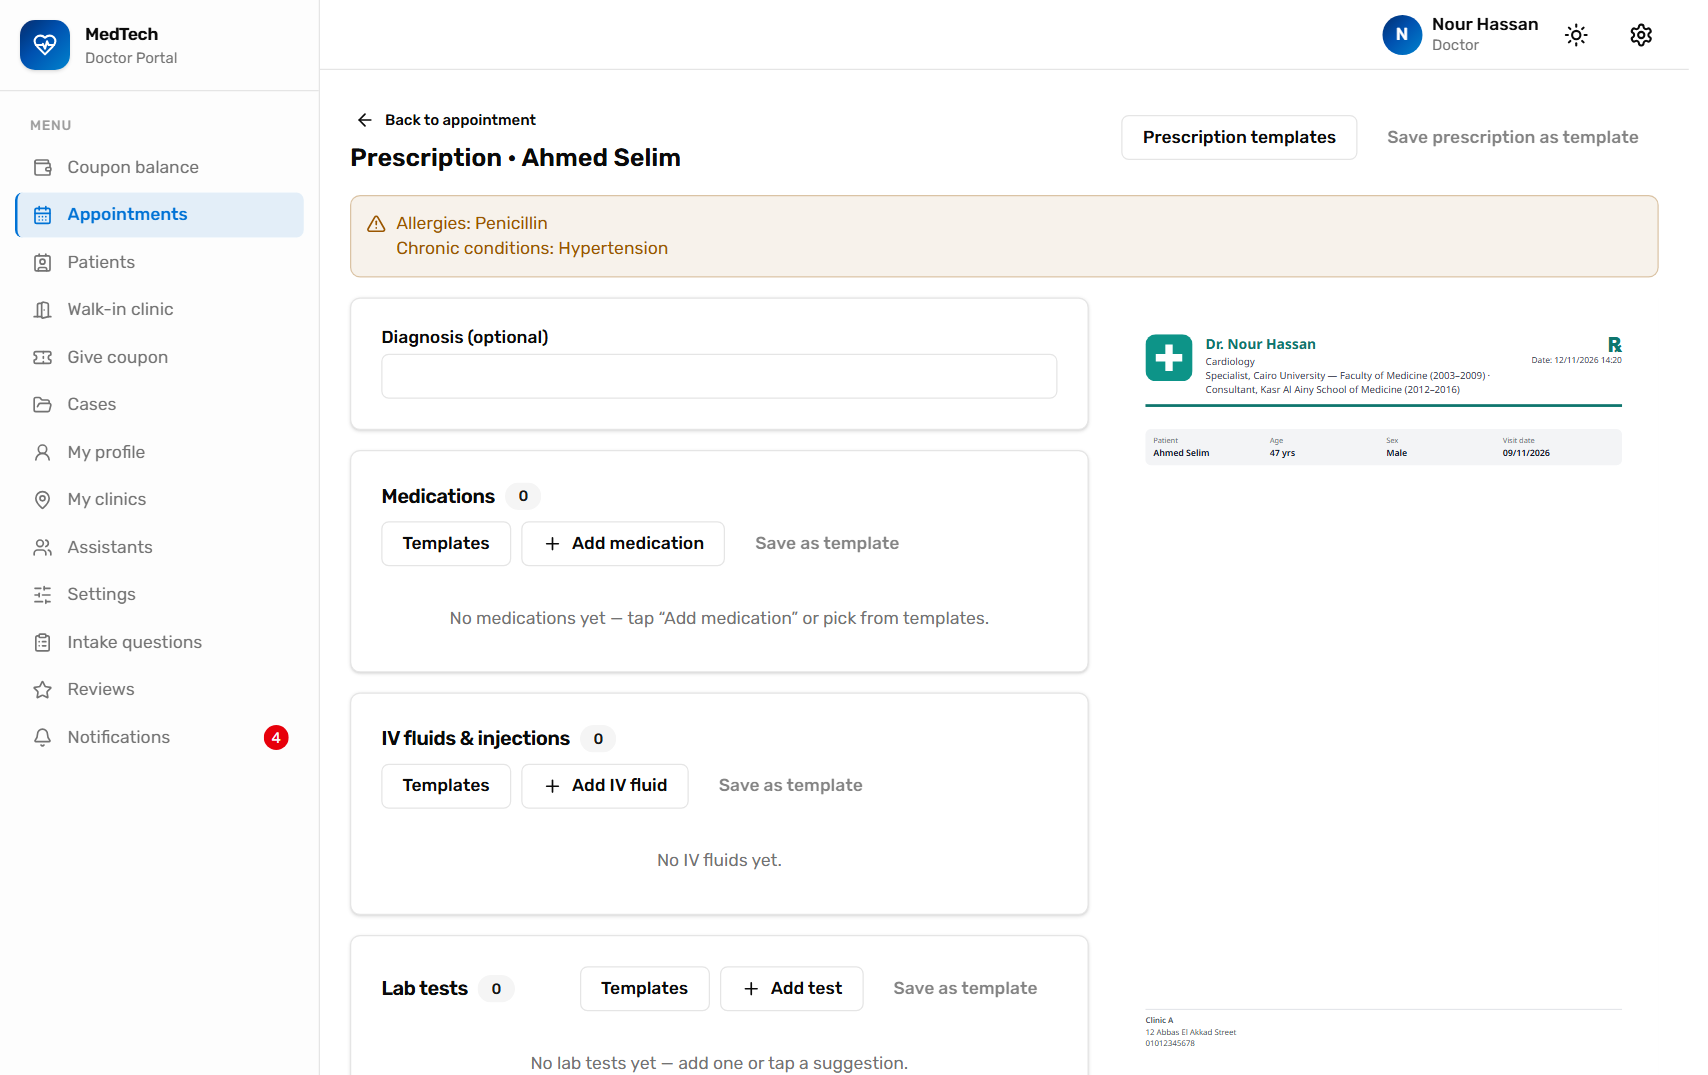 MedTech
Doctor Portal
MENU
Coupon balance
Appointments
Patients
Walk-in clinic
Give coupon
Cases
My profile
My clinics
Assistants
Settings
Intake questions
Reviews
Notifications 4
N Nour Hassan
Doctor
Back to appointment
Prescription • Ahmed Selim
Prescription templates Save prescription as template
Allergies: Penicillin
Chronic conditions: Hypertension
Diagnosis (optional)
Medications 0
Templates + Add medication Save as template
No medications yet — tap “Add medication” or pick from templates.
IV fluids & injections 0
Templates + Add IV fluid Save as template
No IV fluids yet.
Lab tests 0 Templates + Add test Save as template
No lab tests yet — add one or tap a suggestion.
Dr. Nour Hassan
Cardiology
Specialist, Cairo University — Faculty of Medicine (2003–2009) ·
Consultant, Kasr Al Ainy School of Medicine (2012–2016)
℞
Date: 12/11/2026 14:20
Patient Age Sex Visit date
Ahmed Selim 47 yrs Male 09/11/2026
Clinic A
12 Abbas El Akkad Street
01012345678